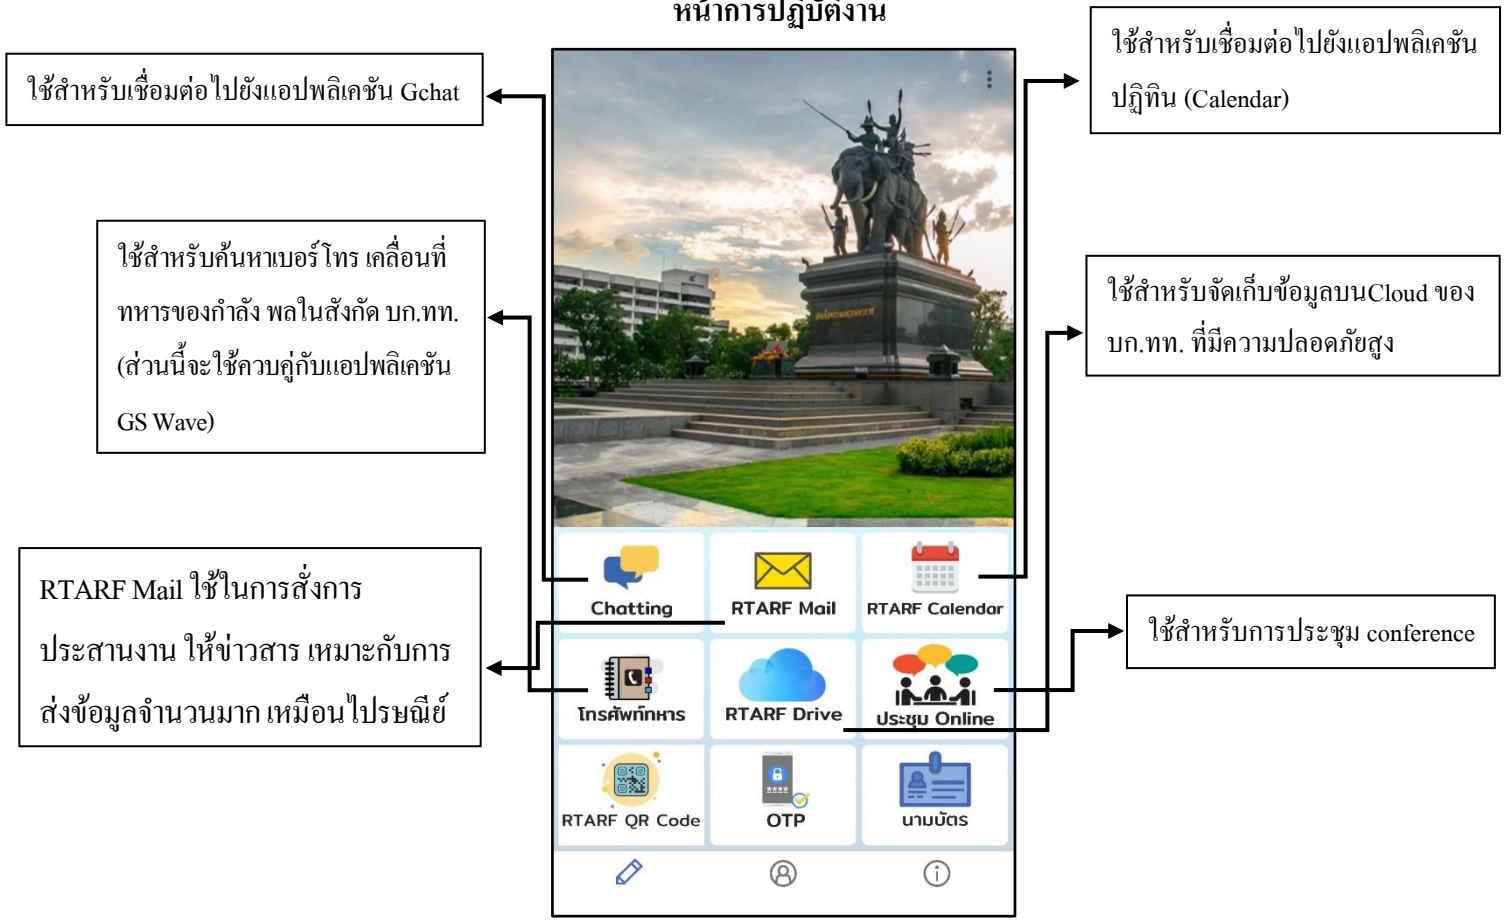 หน้าการปฏิบัติงาน
ใช้สำหรับเชื่อมต่อไปยังแอปพลิเคชัน Gchat
ใช้สำหรับเชื่อมต่อไปยังแอปพลิเคชัน
ปฏิทิน (Calendar)
ใช้สำหรับค้นหาเบอร์ โทร เคลื่อนที่
ทหารของกำลัง พลในสังกัด บก.ทท.
(ส่วนนี้จะใช้ควบคู่กับแอปพลิเคชัน
GS Wave)
ใช้สำหรับจัดเก็บข้อมูลบนCloud ของ
บก.ทท. ที่มีความปลอดภัยสูง
RTARF Mail ใช้ในการสั่งการ
ประสานงาน ให้ข่าวสาร เหมาะกับการ
ส่งข้อมูลจำนวนมาก เหมือนไปรษณีย์
ใช้สำหรับการประชุม conference
Chatting
RTARF Mail
RTARF Calendar
โทรศัพท์ทหาร
RTARF Drive
ประชุม Online
RTARF QR Code
OTP
นามบัตร